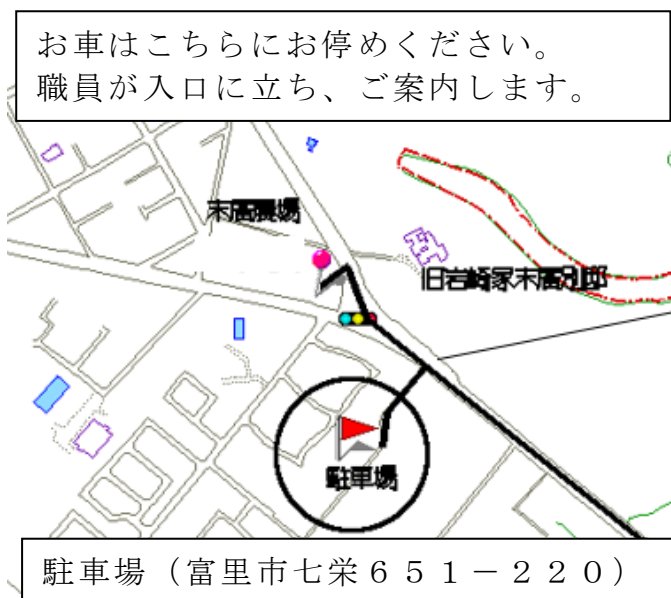 お車はこちらにお停めください。
職員が入口に立ち、ご案内します。
末広農場
旧岩崎家末廣別邸
駐車場
駐車場（富里市七栄６５１－２２０）